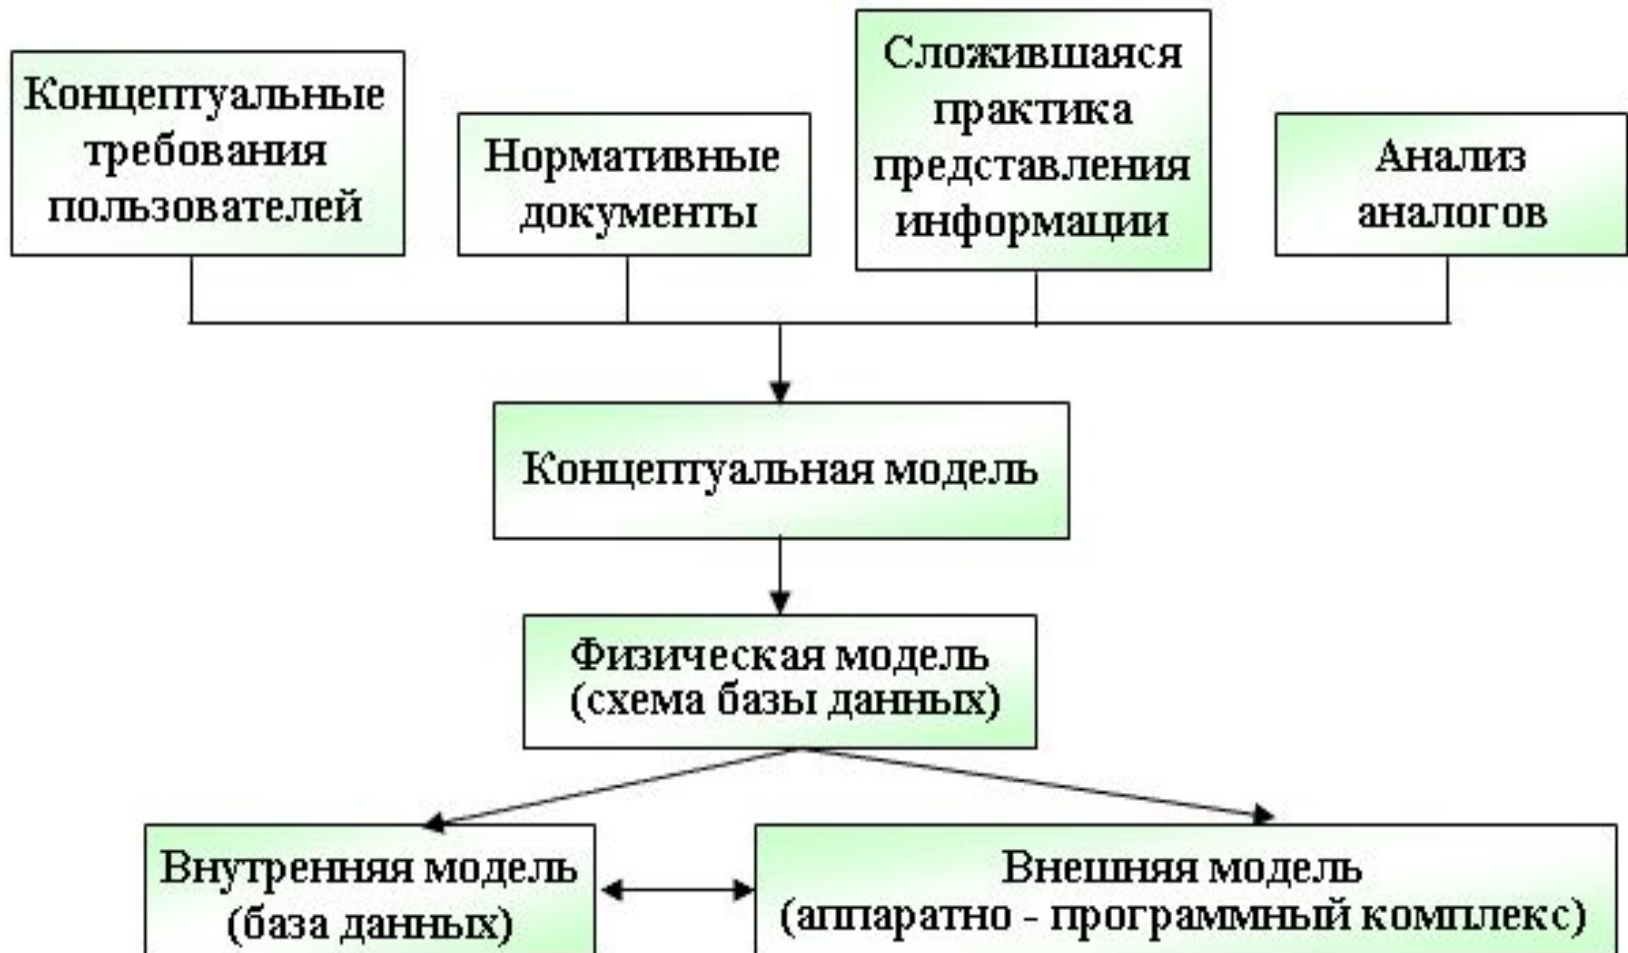 Концептуальные
требования
пользователей
Нормативные
документы
Сложившаяся
практика
представления
информации
Анализ
аналогов
Концептуальная модель
Физическая модель
(схема базы данных)
Внутренняя модель
(база данных)
Внешняя модель
(аппаратно - программный комплекс)